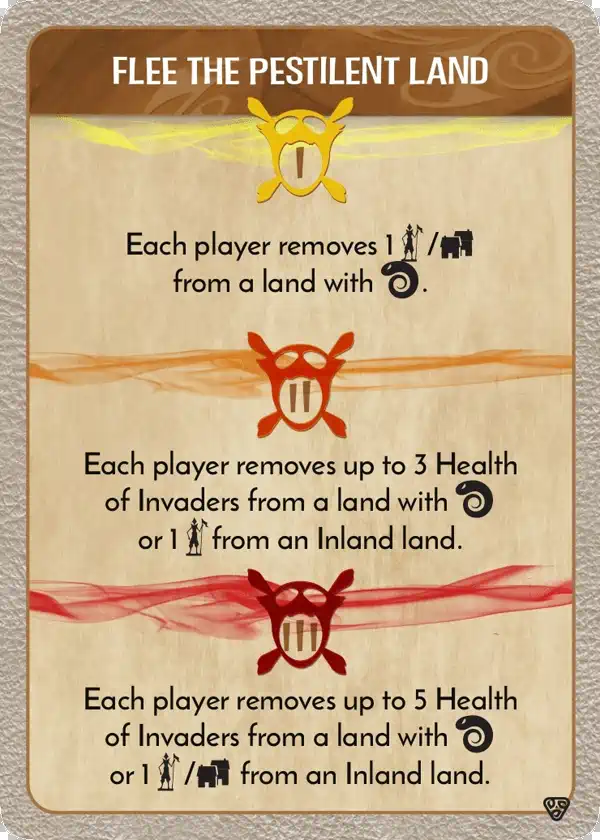 FLEE THE PESTILENT LAND
I
Each player removes 1 /
from a land with .
II
Each player removes up to 3 Health
of Invaders from a land with
or 1 from an Inland land.
III
Each player removes up to 5 Health
of Invaders from a land with
or 1 / from an Inland land.